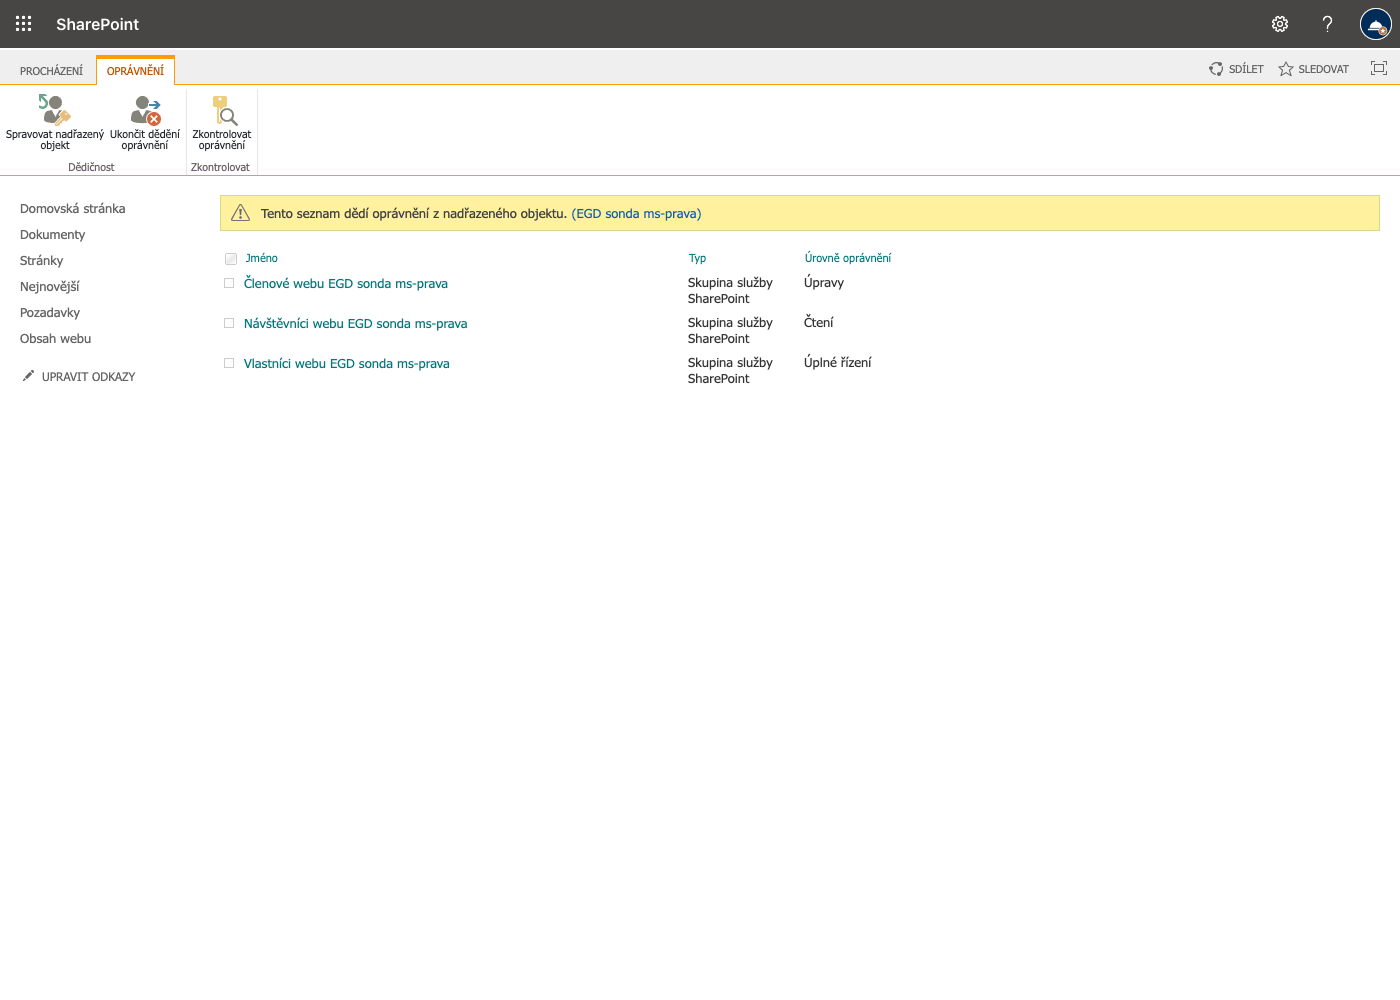 SharePoint
PROCHÁZENÍ
OPRÁVNĚNÍ
SDÍLET
SLEDOVAT
Spravovat nadřazený
objekt
Ukončit dědění
oprávnění
Zkontrolovat
oprávnění
Dědičnost
Zkontrolovat
Domovská stránka
Dokumenty
Stránky
Nejnovější
Pozadavky
Obsah webu
UPRAVIT ODKAZY
Tento seznam dědí oprávnění z nadřazeného objektu. (EGD sonda ms-prava)
Jméno Typ Úrovně oprávnění
Členové webu EGD sonda ms-prava Skupina služby Úpravy
SharePoint
Návštěvníci webu EGD sonda ms-prava Skupina služby Čtení
SharePoint
Vlastníci webu EGD sonda ms-prava Skupina služby Úplné řízení
SharePoint